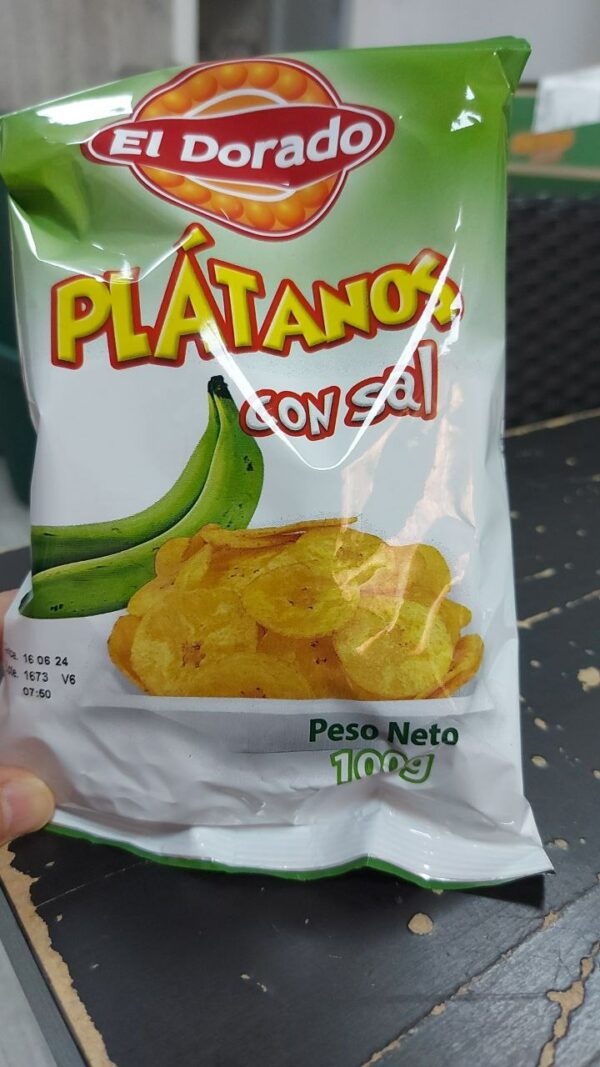 El Dorado
PLÁTANOS
CON sal
16 06 24
1673 V6
07:50
Peso Neto
100g